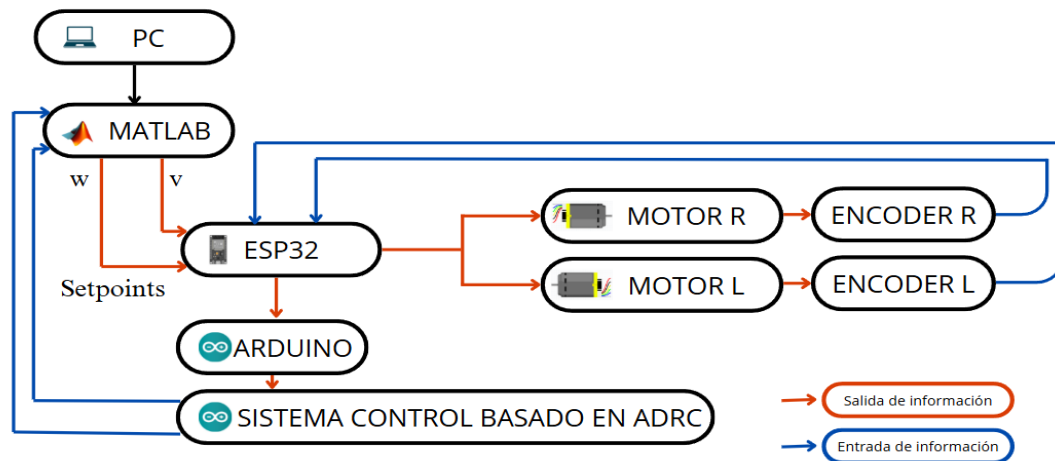 PC
MATLAB
w
v
Setpoints
ESP32
MOTOR R
ENCODER R
MOTOR L
ENCODER L
ARDUINO
SISTEMA CONTROL BASADO EN ADRC
Salida de información
Entrada de información